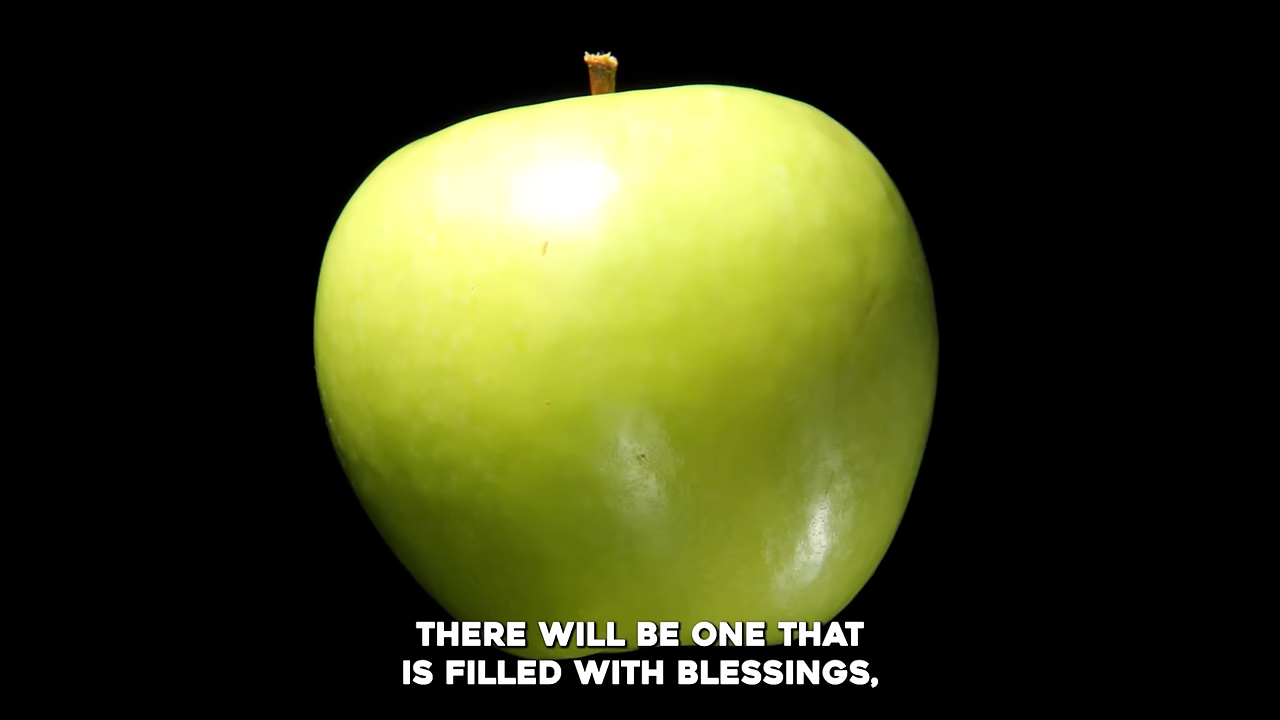 THERE WILL BE ONE THAT
IS FILLED WITH BLESSINGS,